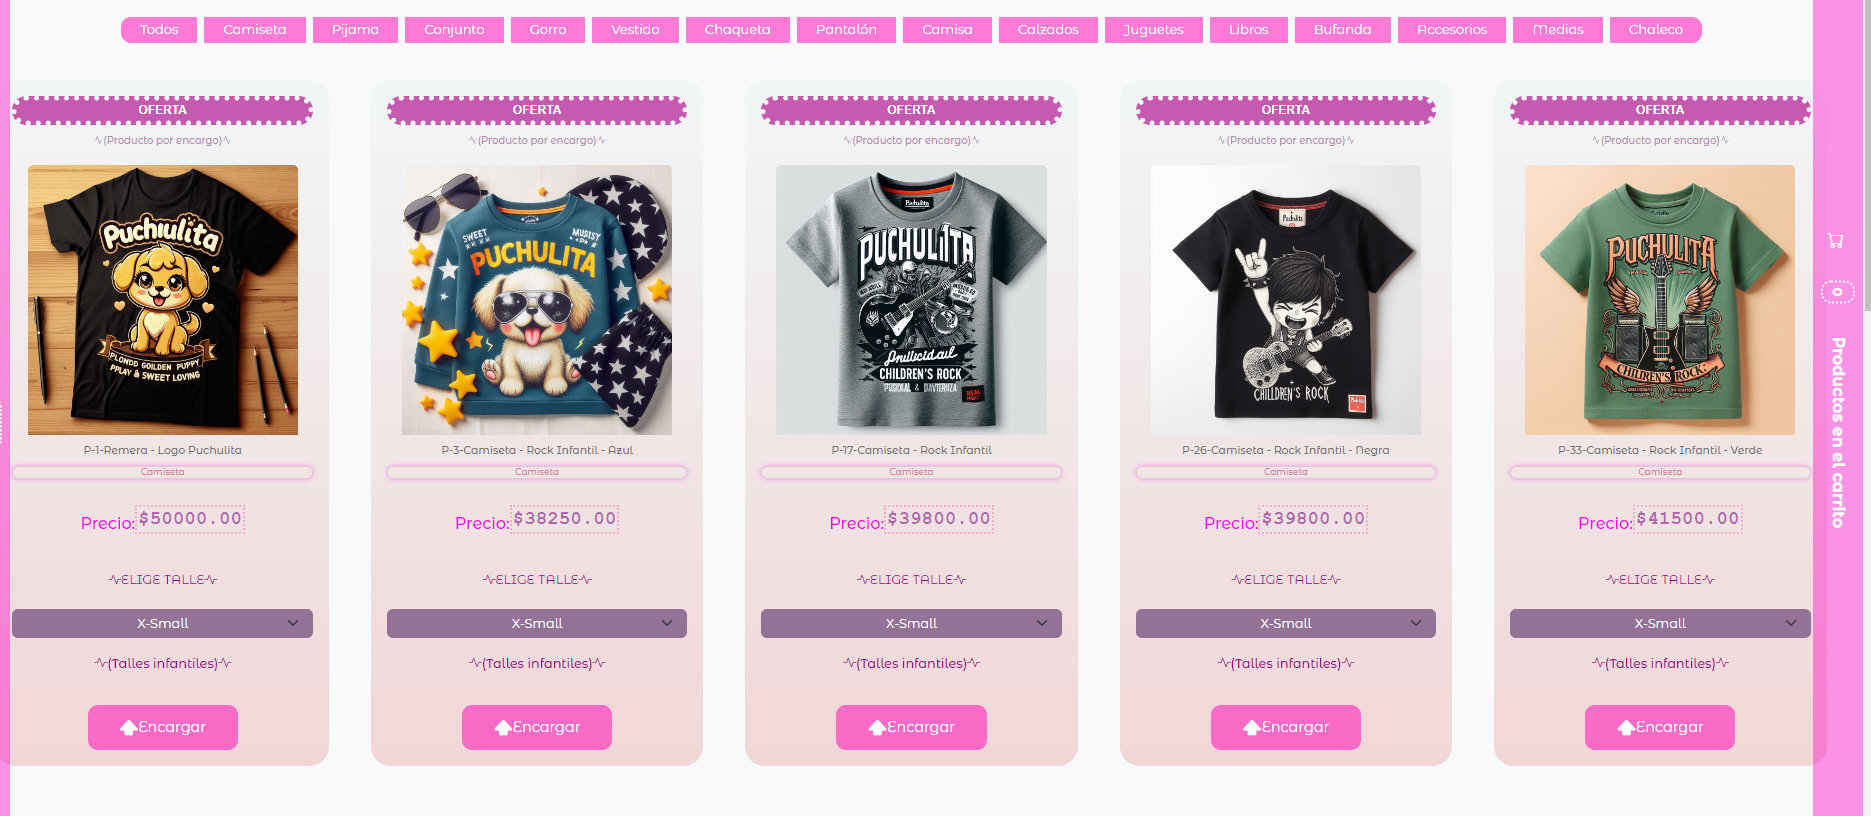 Todos Camiseta Pijama Conjunto Gorro Vestido Chaqueta Pantalón Camisa Calzados Juguetes Libros Bufanda Accesorios Medias Chaleco
OFERTA
(Producto por encargo)
Puchiulita
PLONDD GOILDEN PUPPY
PPLAY & SWEET LOVING
P-1-Remera - Logo Puchulita
Camiseta
Precio: $50000.00
ELIGE TALLE
X-Small
(Talles infantiles)
Encargar
OFERTA
(Producto por encargo)
SWEET
MUSISY
PUCHULITA
P-3-Camiseta - Rock Infantil - Azul
Camiseta
Precio: $38250.00
ELIGE TALLE
X-Small
(Talles infantiles)
Encargar
OFERTA
(Producto por encargo)
Puchulita
PUCHULITA
CHILDREN'S ROCK
P-17-Camiseta - Rock Infantil
Camiseta
Precio: $39800.00
ELIGE TALLE
X-Small
(Talles infantiles)
Encargar
OFERTA
(Producto por encargo)
Puchulita
CHILLDREN'S ROCK
P-26-Camiseta - Rock Infantil - Negra
Camiseta
Precio: $39800.00
ELIGE TALLE
X-Small
(Talles infantiles)
Encargar
OFERTA
(Producto por encargo)
PUCHULITA
CHILDREN'S ROCK
P-33-Camiseta - Rock Infantil - Verde
Camiseta
Precio: $41500.00
ELIGE TALLE
X-Small
(Talles infantiles)
Encargar
0
Productos en el carrito